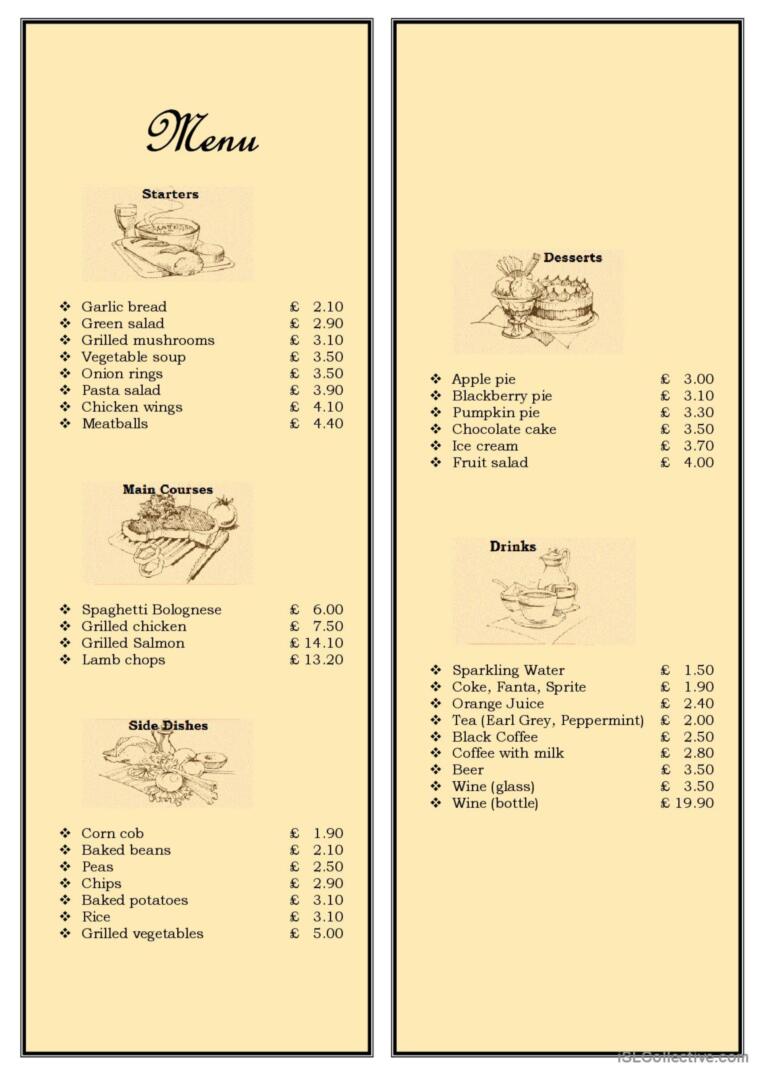 Menu
Starters
❖ Garlic bread £ 2.10
❖ Green salad £ 2.90
❖ Grilled mushrooms £ 3.10
❖ Vegetable soup £ 3.50
❖ Onion rings £ 3.50
❖ Pasta salad £ 3.90
❖ Chicken wings £ 4.10
❖ Meatballs £ 4.40
Main Courses
❖ Spaghetti Bolognese £ 6.00
❖ Grilled chicken £ 7.50
❖ Grilled Salmon £ 14.10
❖ Lamb chops £ 13.20
Side Dishes
❖ Corn cob £ 1.90
❖ Baked beans £ 2.10
❖ Peas £ 2.50
❖ Chips £ 2.90
❖ Baked potatoes £ 3.10
❖ Rice £ 3.10
❖ Grilled vegetables £ 5.00
Desserts
❖ Apple pie £ 3.00
❖ Blackberry pie £ 3.10
❖ Pumpkin pie £ 3.30
❖ Chocolate cake £ 3.50
❖ Ice cream £ 3.70
❖ Fruit salad £ 4.00
Drinks
❖ Sparkling Water £ 1.50
❖ Coke, Fanta, Sprite £ 1.90
❖ Orange Juice £ 2.40
❖ Tea (Earl Grey, Peppermint) £ 2.00
❖ Black Coffee £ 2.50
❖ Coffee with milk £ 2.80
❖ Beer £ 3.50
❖ Wine (glass) £ 3.50
❖ Wine (bottle) £ 19.90
iSLCollective.com